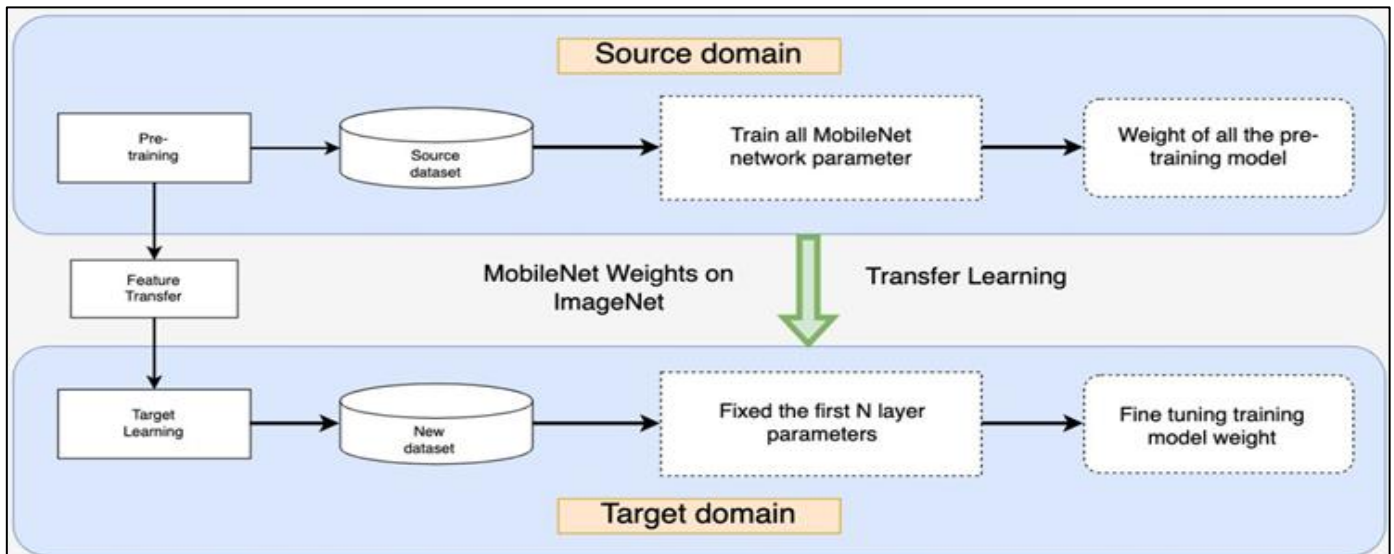 Source domain
Pre-
training
Source
dataset
Train all MobileNet
network parameter
Weight of all the pre-
training model
Feature
Transfer
MobileNet Weights on
ImageNet
Transfer Learning
Target
Learning
New
dataset
Fixed the first N layer
parameters
Fine tuning training
model weight
Target domain